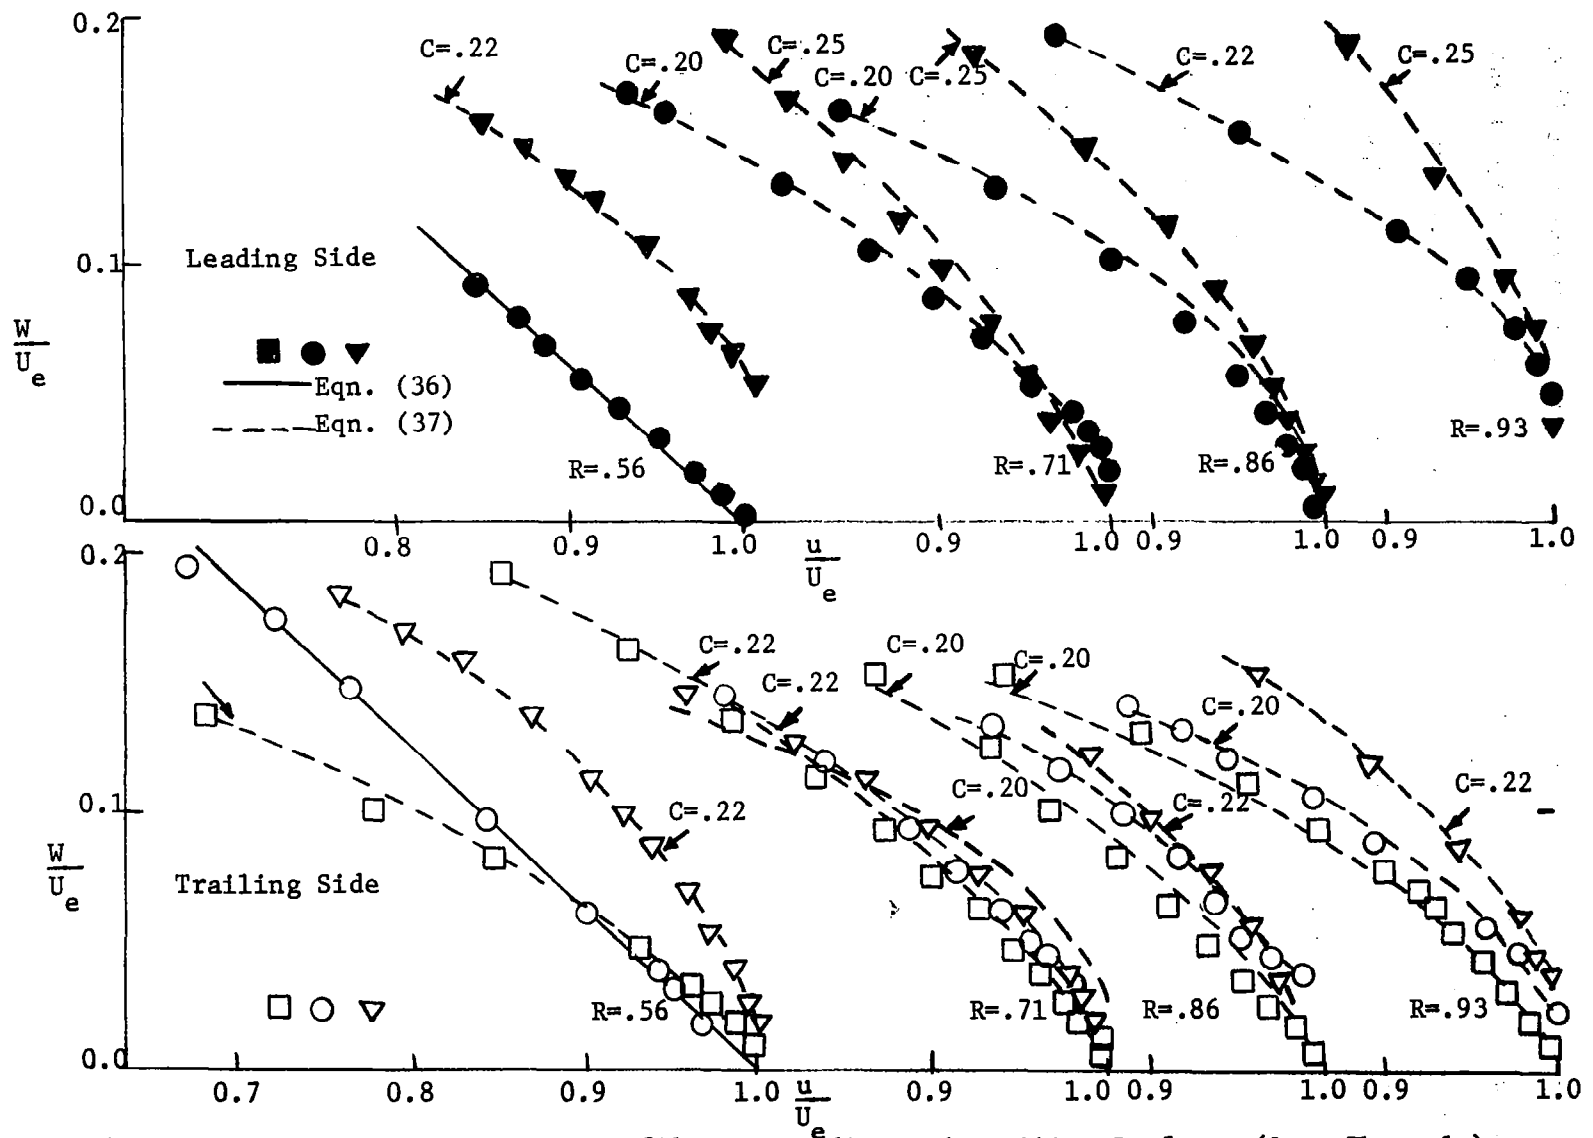 0.2
C=.22
C=.20
C=.25
C=.20
C=.25
C=.22
C=.25
0.1
Leading Side
W
U
e
Eqn. (36)
Eqn. (37)
R=.56
R=.71
R=.86
R=.93
0.0
0.8
0.9
1.0
0.9
1.0
0.9
1.0
0.9
1.0
u
U
e
0.2
C=.22
C=.22
C=.20
C=.20
C=.20
C=.22
C=.20
C=.22
C=.22
0.1
W
U
e
Trailing Side
R=.56
R=.71
R=.86
R=.93
0.0
0.7
0.8
0.9
1.0
0.9
1.0
0.9
1.0
0.9
1.0
u
U
e